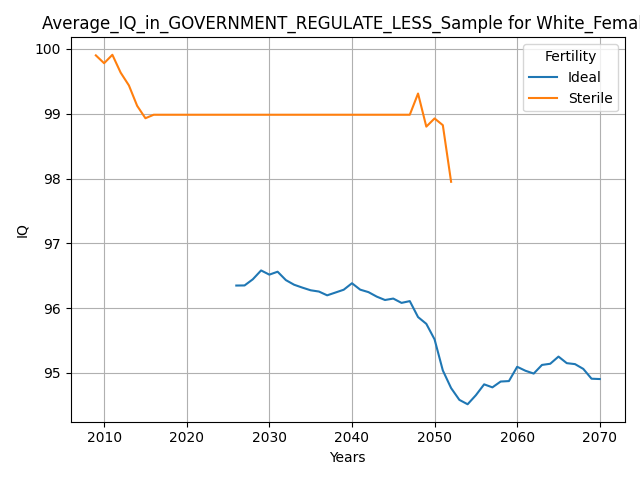 Average_IQ_in_GOVERNMENT_REGULATE_LESS_Sample for White_Femal
100
99
98
97
96
95
IQ
Fertility
Ideal
Sterile
2010 2020 2030 2040 2050 2060 2070
Years